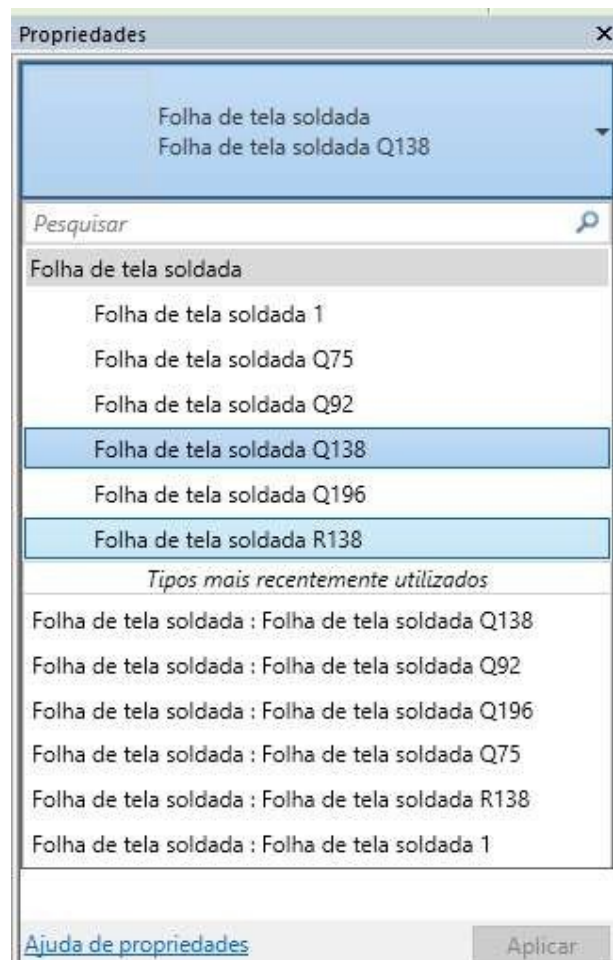 Propriedades
Folha de tela soldada
Folha de tela soldada Q138
Pesquisar
Folha de tela soldada
Folha de tela soldada 1
Folha de tela soldada Q75
Folha de tela soldada Q92
Folha de tela soldada Q138
Folha de tela soldada Q196
Folha de tela soldada R138
Tipos mais recentemente utilizados
Folha de tela soldada : Folha de tela soldada Q138
Folha de tela soldada : Folha de tela soldada Q92
Folha de tela soldada : Folha de tela soldada Q196
Folha de tela soldada : Folha de tela soldada Q75
Folha de tela soldada : Folha de tela soldada R138
Folha de tela soldada : Folha de tela soldada 1
Ajuda de propriedades
Aplicar